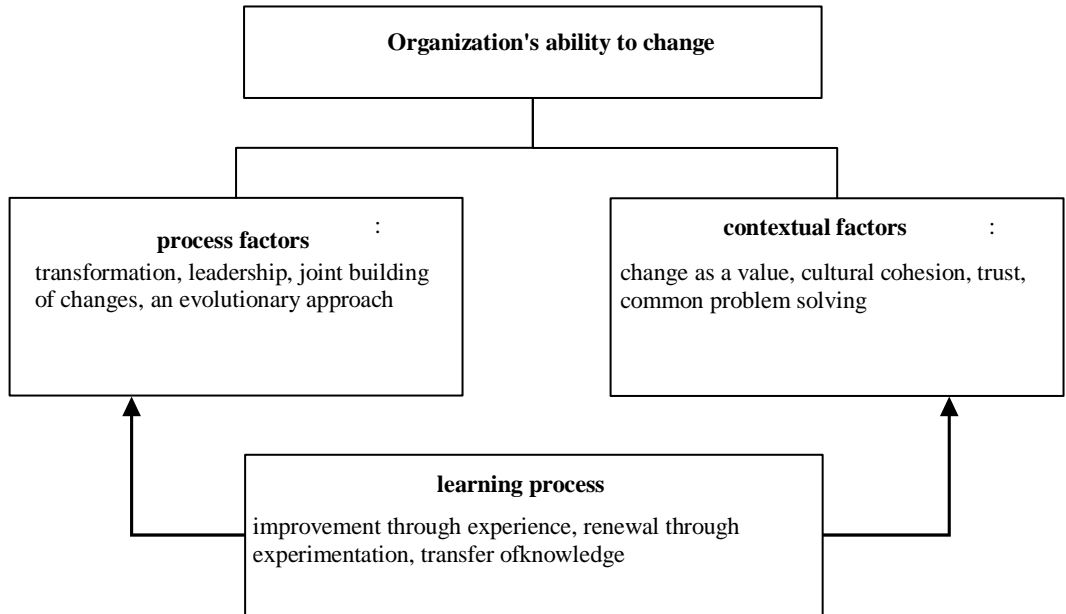 Organization's ability to change
process factors :
transformation, leadership, joint building
of changes, an evolutionary approach
contextual factors :
change as a value, cultural cohesion, trust,
common problem solving
learning process
improvement through experience, renewal through
experimentation, transfer ofknowledge